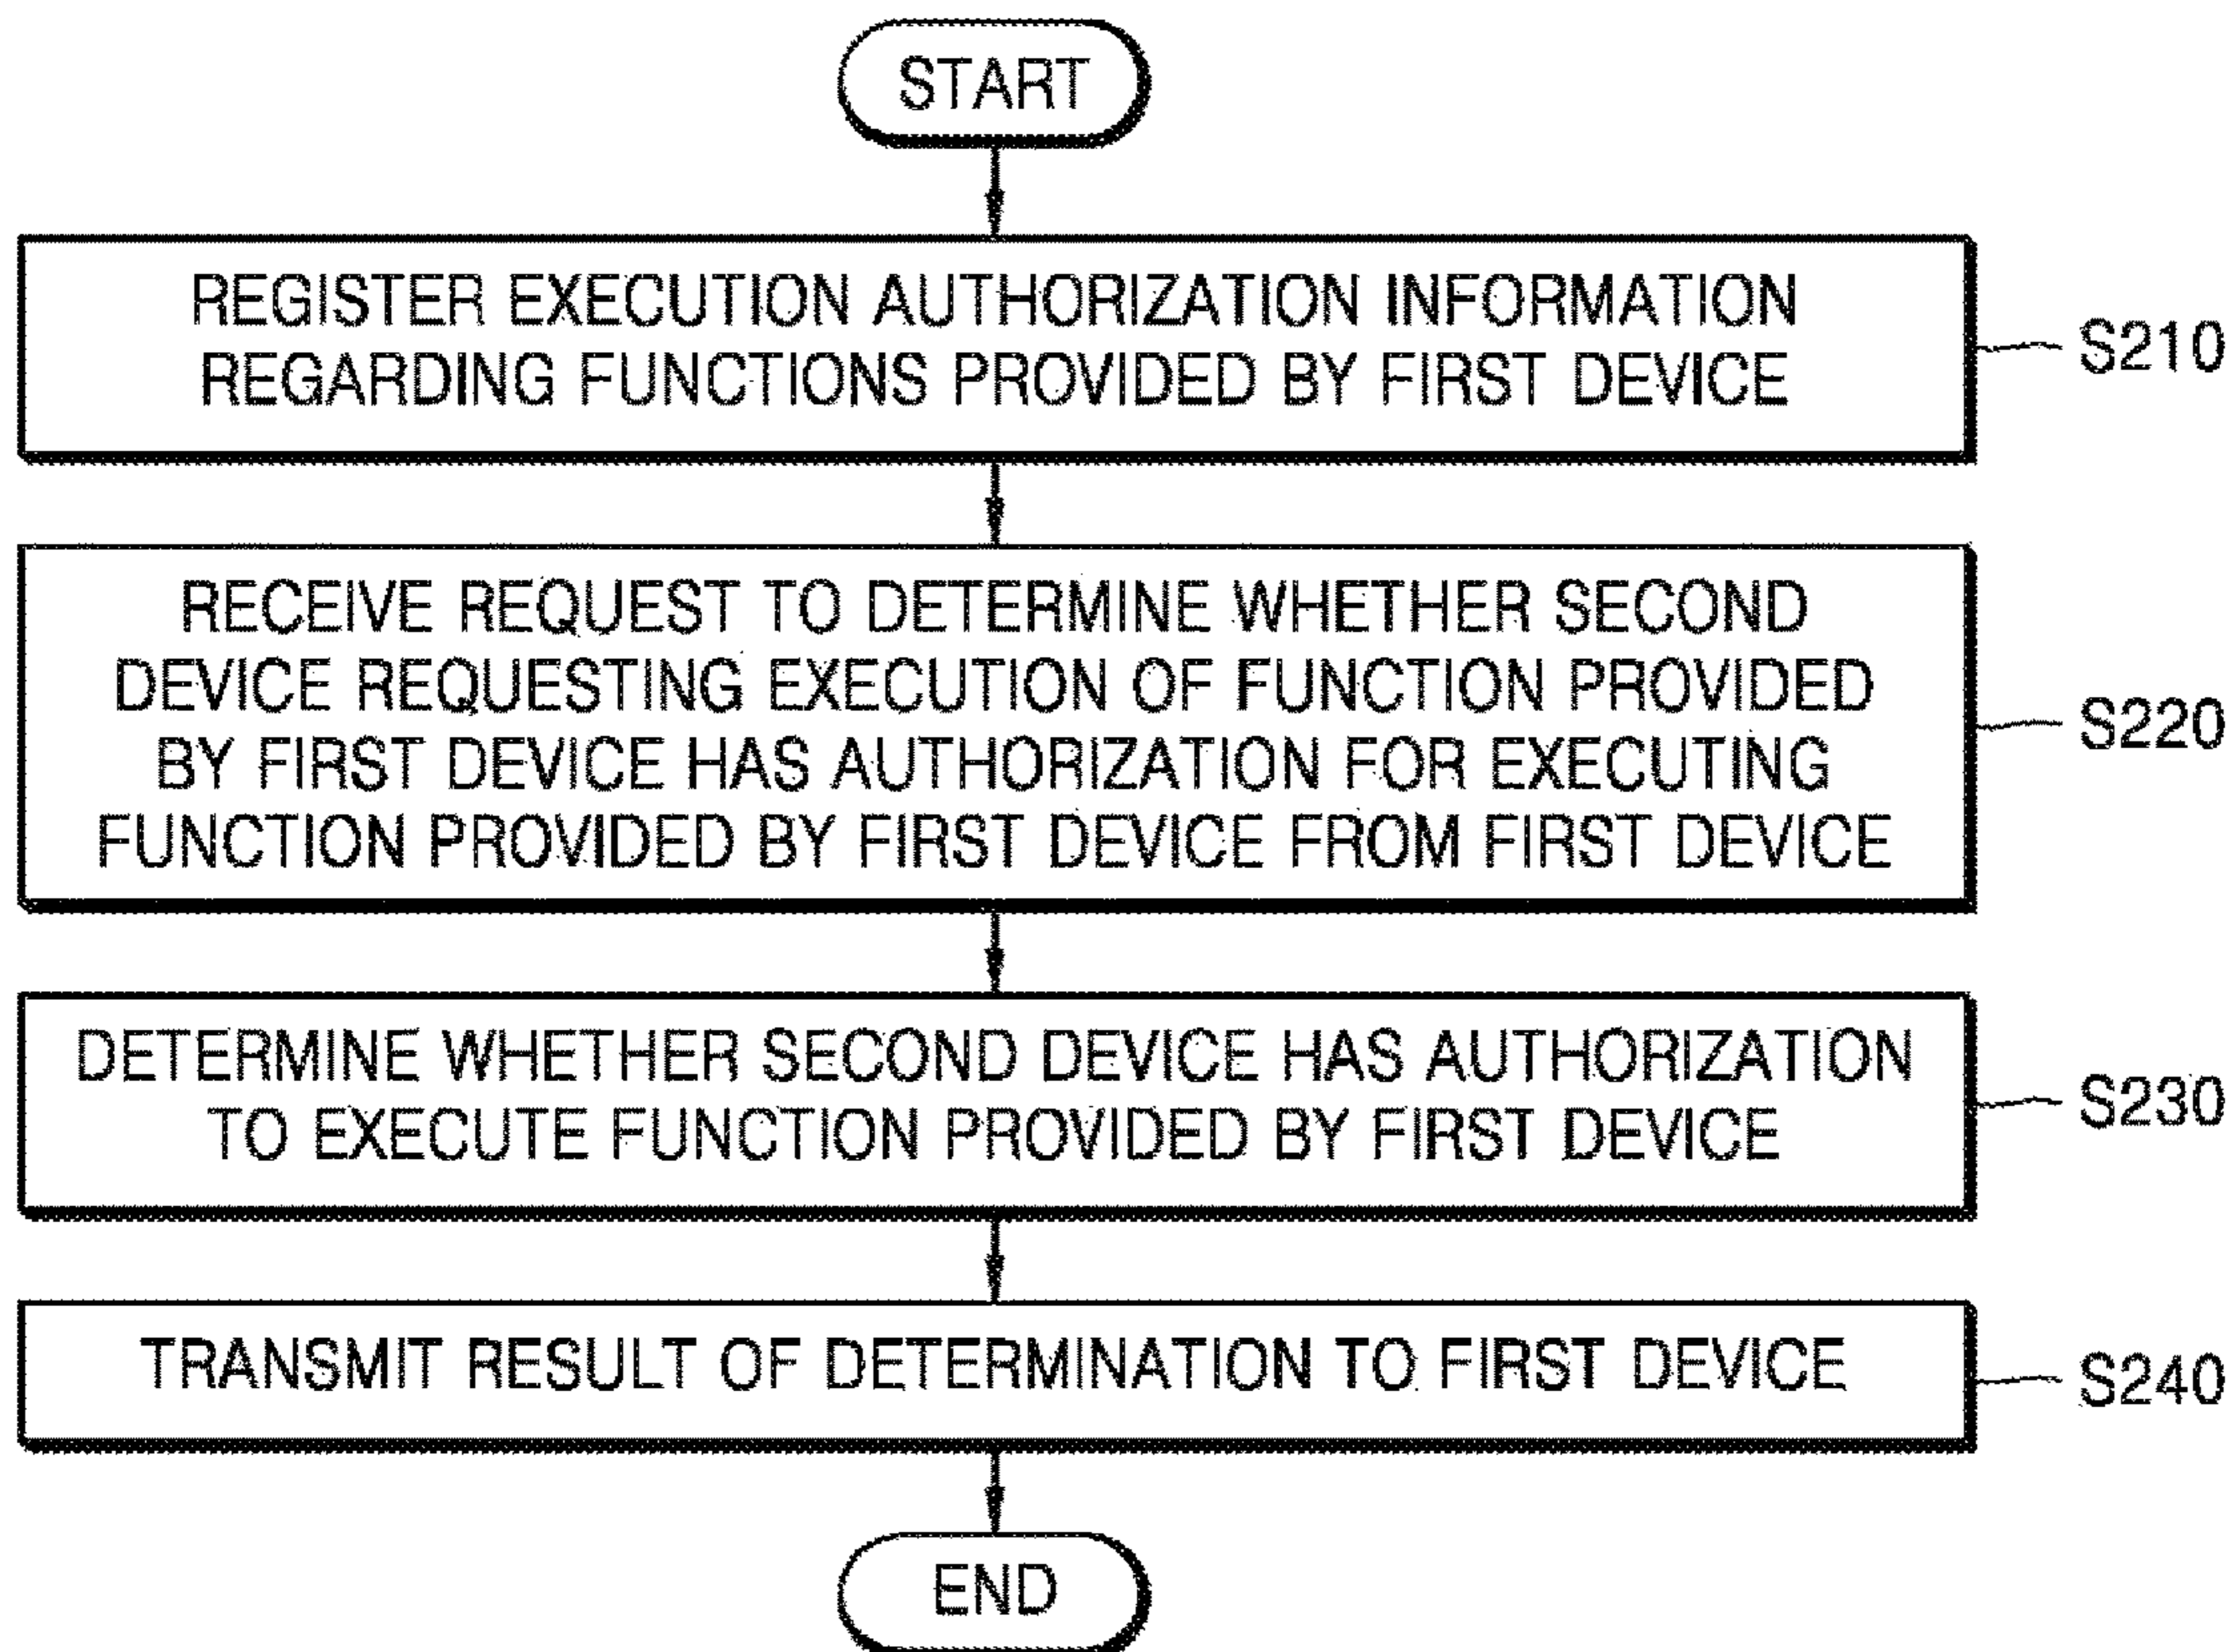 START
REGISTER EXECUTION AUTHORIZATION INFORMATION
REGARDING FUNCTIONS PROVIDED BY FIRST DEVICE
S210
RECEIVE REQUEST TO DETERMINE WHETHER SECOND
DEVICE REQUESTING EXECUTION OF FUNCTION PROVIDED
BY FIRST DEVICE HAS AUTHORIZATION FOR EXECUTING
FUNCTION PROVIDED BY FIRST DEVICE FROM FIRST DEVICE
S220
DETERMINE WHETHER SECOND DEVICE HAS AUTHORIZATION
TO EXECUTE FUNCTION PROVIDED BY FIRST DEVICE
S230
TRANSMIT RESULT OF DETERMINATION TO FIRST DEVICE
S240
END